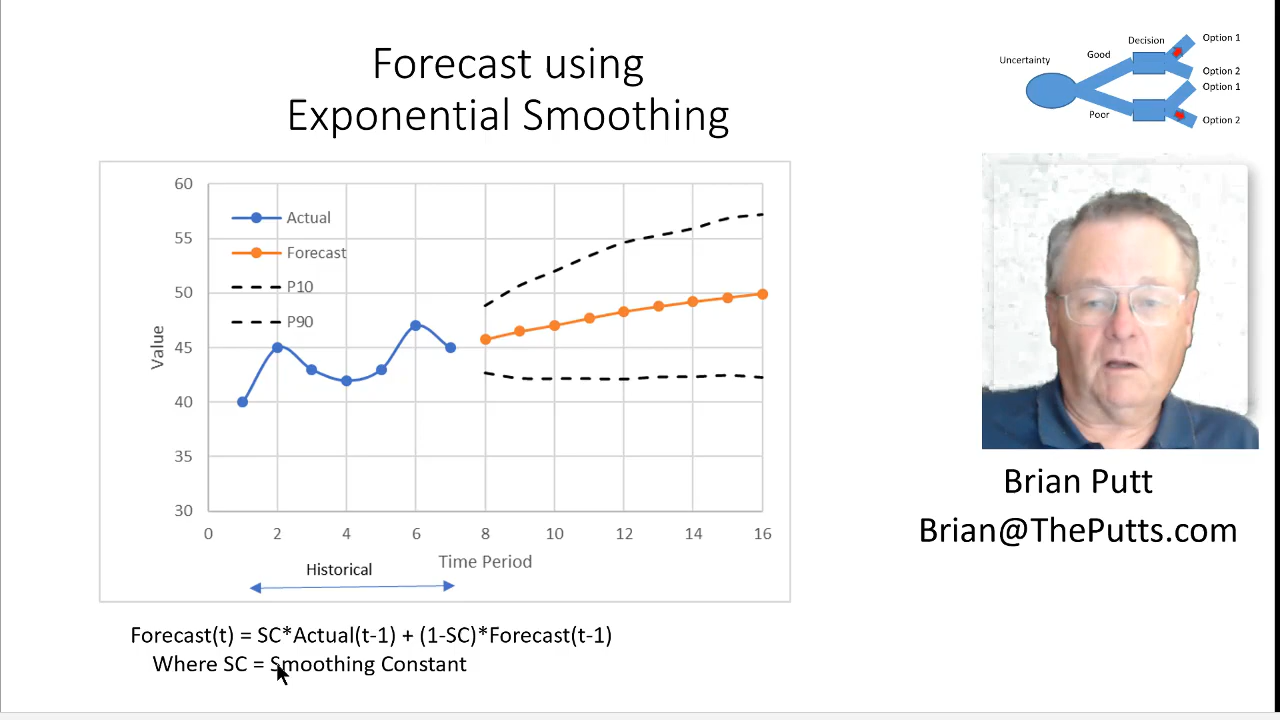 Forecast using
Exponential Smoothing
Uncertainty
Good
Poor
Decision
Option 1
Option 2
Option 1
Option 2
60
55
50
45
40
35
30
Value
Actual
Forecast
P10
P90
0 2 4 6 8 10 12 14 16
Time Period
Historical
Forecast(t) = SC*Actual(t-1) + (1-SC)*Forecast(t-1)
Where SC = Smoothing Constant
Brian Putt
Brian@ThePutts.com